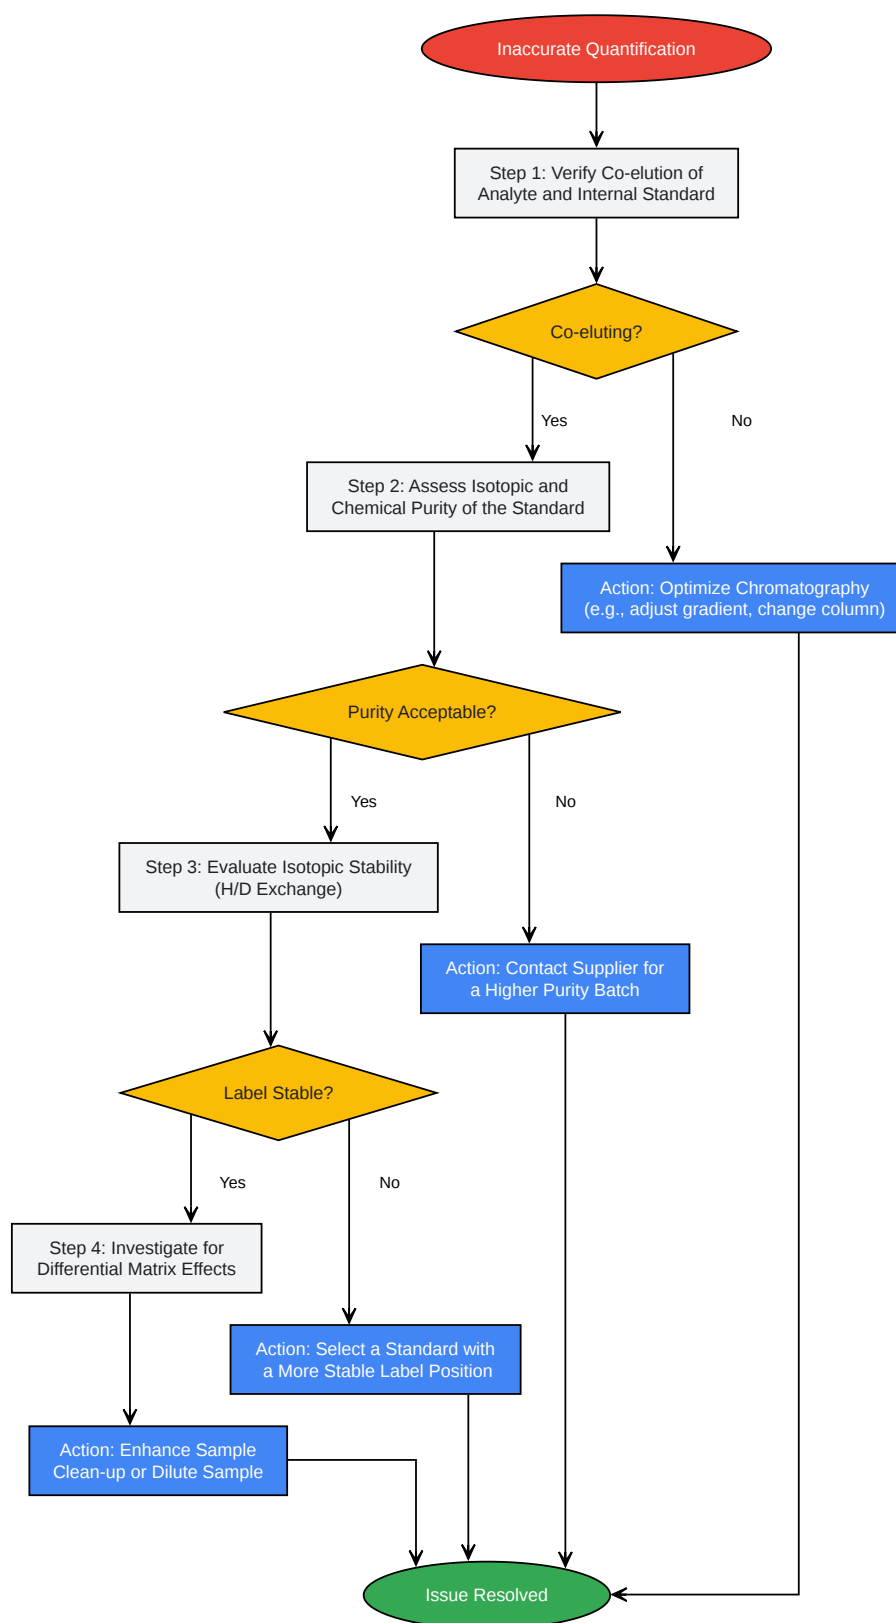 Inaccurate Quantification
Step 1: Verify Co-elution of
Analyte and Internal Standard
Co-eluting?
Yes
No
Step 2: Assess Isotopic and
Chemical Purity of the Standard
Action: Optimize Chromatography
(e.g., adjust gradient, change column)
Purity Acceptable?
Yes
No
Step 3: Evaluate Isotopic Stability
(H/D Exchange)
Action: Contact Supplier for
a Higher Purity Batch
Label Stable?
Yes
No
Step 4: Investigate for
Differential Matrix Effects
Action: Select a Standard with
a More Stable Label Position
Action: Enhance Sample
Clean-up or Dilute Sample
Issue Resolved